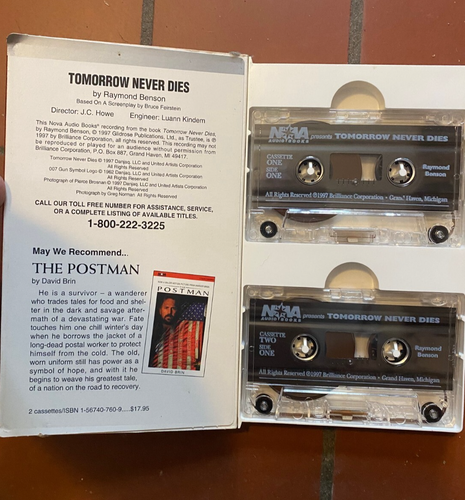 TOMORROW NEVER DIES
by Raymond Benson
Based On A Screenplay by Bruce Feirstein
Director: J.C. Howe Engineer: Luann Kindem
This Nova Audio Books® recording from the book Tomorrow Never Dies,
by Raymond Benson, © 1997 Glidrose Publications, Ltd., as Trustee, is ℗
1997 by Brilliance Corporation, all rights reserved. This recording may not
be reproduced or played for an audience without permission from
Brilliance Corporation, P.O. Box 887, Grand Haven, MI 49417.
Tomorrow Never Dies © 1997 Danjaq, LLC and United Artists Corporation
All Rights Reserved
007 Gun Symbol Logo © 1962 Danjaq, LLC and United Artists Corporation
All Rights Reserved
Photograph of Pierce Brosnan © 1997 Danjaq, LLC and United Artists Corporation
Photograph by Greg Norman All Rights Reserved
CALL OUR TOLL FREE NUMBER FOR ASSISTANCE, SERVICE,
OR A COMPLETE LISTING OF AVAILABLE TITLES.
1-800-222-3225
May We Recommend...
THE POSTMAN
by David Brin
He is a survivor - a wanderer
who trades tales for food and shel-
ter in the dark and savage after-
math of a devastating war. Fate
touches him one chill winter's day
when he borrows the jacket of a
long-dead postal worker to protect
himself from the cold. The old,
worn uniform still has power as a
symbol of hope, and with it he
begins to weave his greatest tale,
of a nation on the road to recovery.
POSTMAN
DAVID BRIN
2 cassettes/ISBN 1-56740-760-9....$17.95
NOVA presents TOMORROW NEVER DIES
AUDIO BOOKS
CASSETTE
ONE
SIDE
ONE
Raymond
Benson
All Rights Reserved ©1997 Brilliance Corporation - Grand Haven, Michigan
NOVA presents TOMORROW NEVER DIES
AUDIO BOOKS
CASSETTE
TWO
SIDE
ONE
Raymond
Benson
All Rights Reserved ©1997 Brilliance Corporation - Grand Haven, Michigan